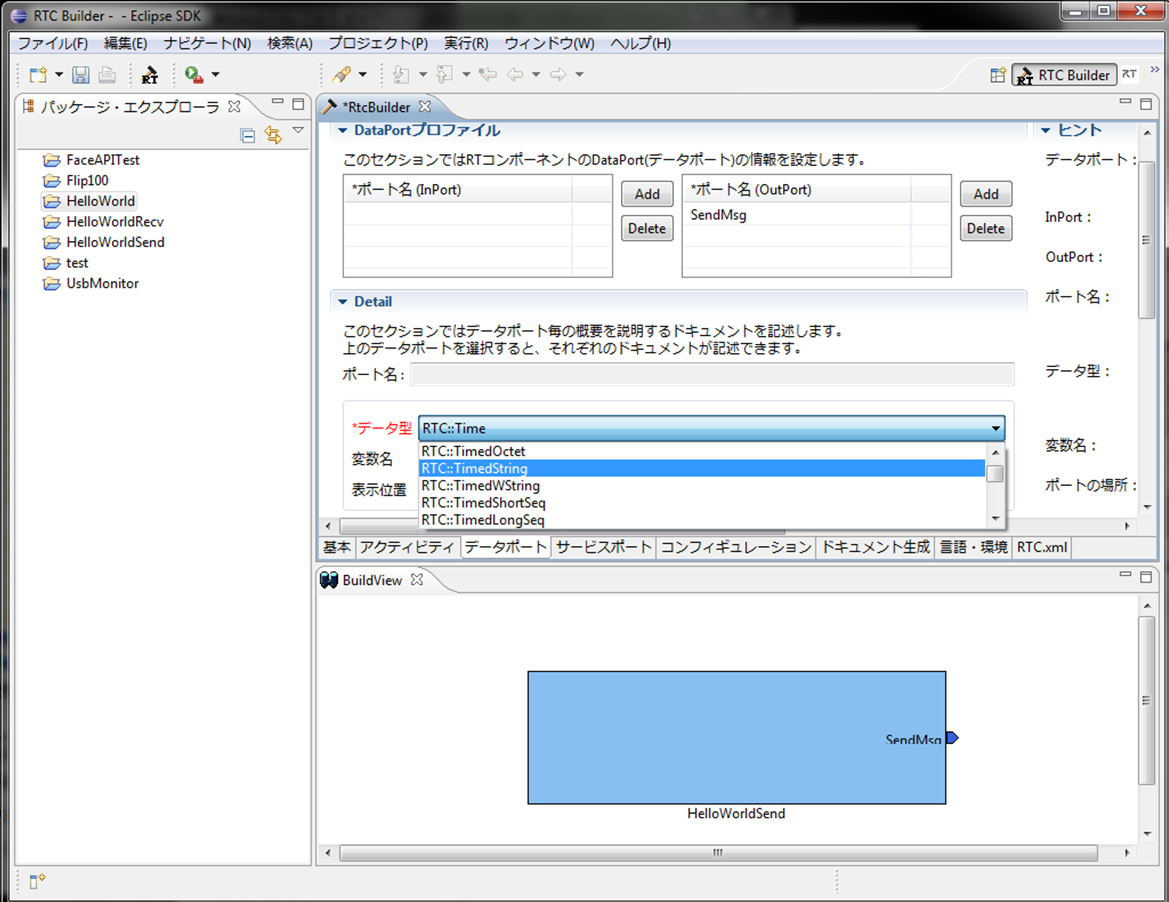 RTC Builder - - Eclipse SDK
ファイル(F) 編集(E) ナビゲート(N) 検索(A) プロジェクト(P) 実行(R) ウィンドウ(W) ヘルプ(H)
RT
RTC Builder
RT
パッケージ・エクスプローラ
FaceAPITest
Flip100
HelloWorld
HelloWorldRecv
HelloWorldSend
test
UsbMonitor
*RtcBuilder
DataPortプロファイル
このセクションではRTコンポーネントのDataPort(データポート)の情報を設定します。
*ポート名 (InPort)
Add
Delete
*ポート名 (OutPort)
SendMsg
Add
Delete
Detail
このセクションではデータポート毎の概要を説明するドキュメントを記述します。
上のデータポートを選択すると、それぞれのドキュメントが記述できます。
ポート名:
*データ型
RTC::Time
変数名
表示位置
RTC::TimedOctet
RTC::TimedString
RTC::TimedWString
RTC::TimedShortSeq
RTC::TimedLongSeq
ヒント
データポート:
InPort:
OutPort:
ポート名:
データ型:
変数名:
ポートの場所:
基本 アクティビティ データポート サービスポート コンフィギュレーション ドキュメント生成 言語・環境 RTC.xml
BuildView
SendMsg
HelloWorldSend